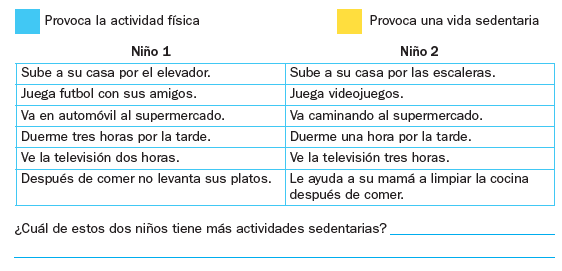 Provoca la actividad física
Provoca una vida sedentaria
Niño 1
Niño 2
Sube a su casa por el elevador.
Sube a su casa por las escaleras.
Juega futbol con sus amigos.
Juega videojuegos.
Va en automóvil al supermercado.
Va caminando al supermercado.
Duerme tres horas por la tarde.
Duerme una hora por la tarde.
Ve la televisión dos horas.
Ve la televisión tres horas.
Después de comer no levanta sus platos.
Le ayuda a su mamá a limpiar la cocina
después de comer.
¿Cuál de estos dos niños tiene más actividades sedentarias?